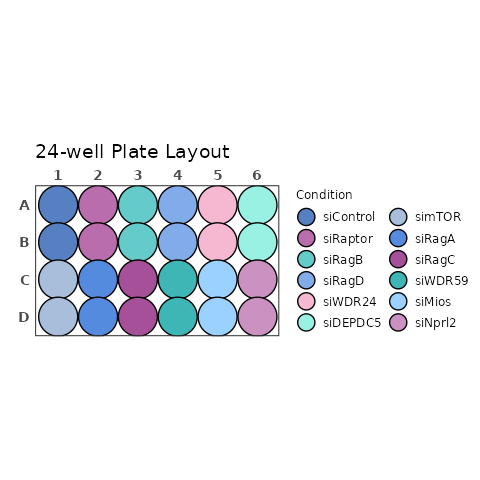 24-well Plate Layout
1 2 3 4 5 6
A
B
C
D
Condition
siControl simTOR
siRaptor siRagA
siRagB siRagC
siRagD siWDR59
siWDR24 siMios
siDEPDC5 siNprl2